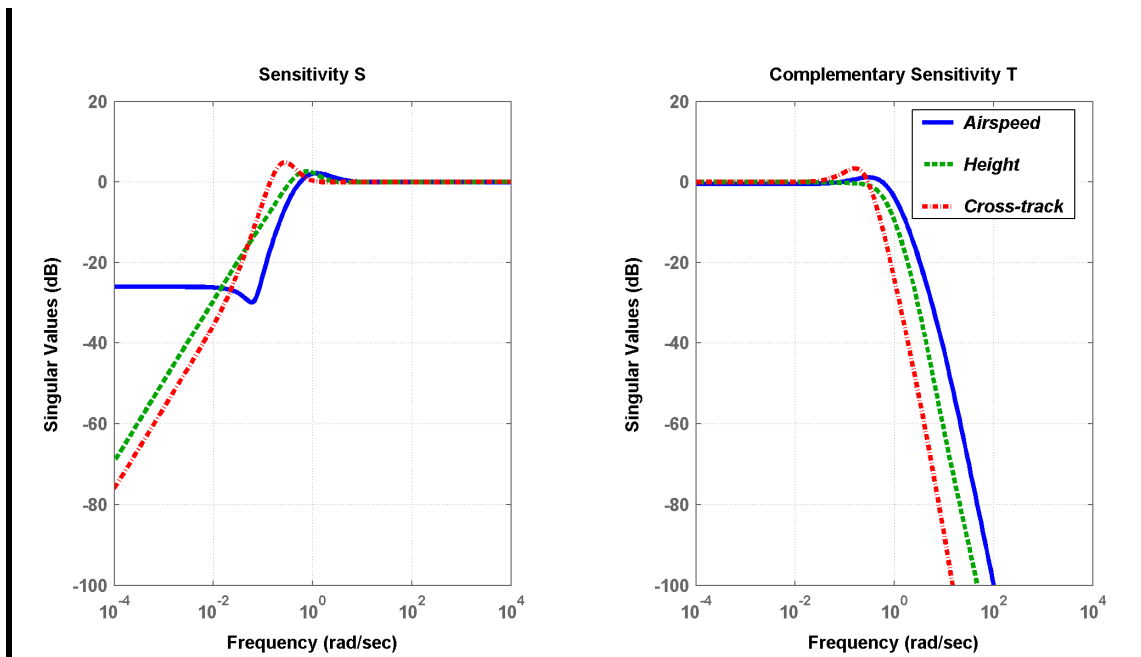 Sensitivity S
20
0
-20
-40
-60
-80
-100
10^-4
10^-2
10^0
10^2
10^4
Singular Values (dB)
Frequency (rad/sec)
Complementary Sensitivity T
20
0
-20
-40
-60
-80
-100
10^-4
10^-2
10^0
10^2
10^4
Singular Values (dB)
Frequency (rad/sec)
Airspeed
Height
Cross-track